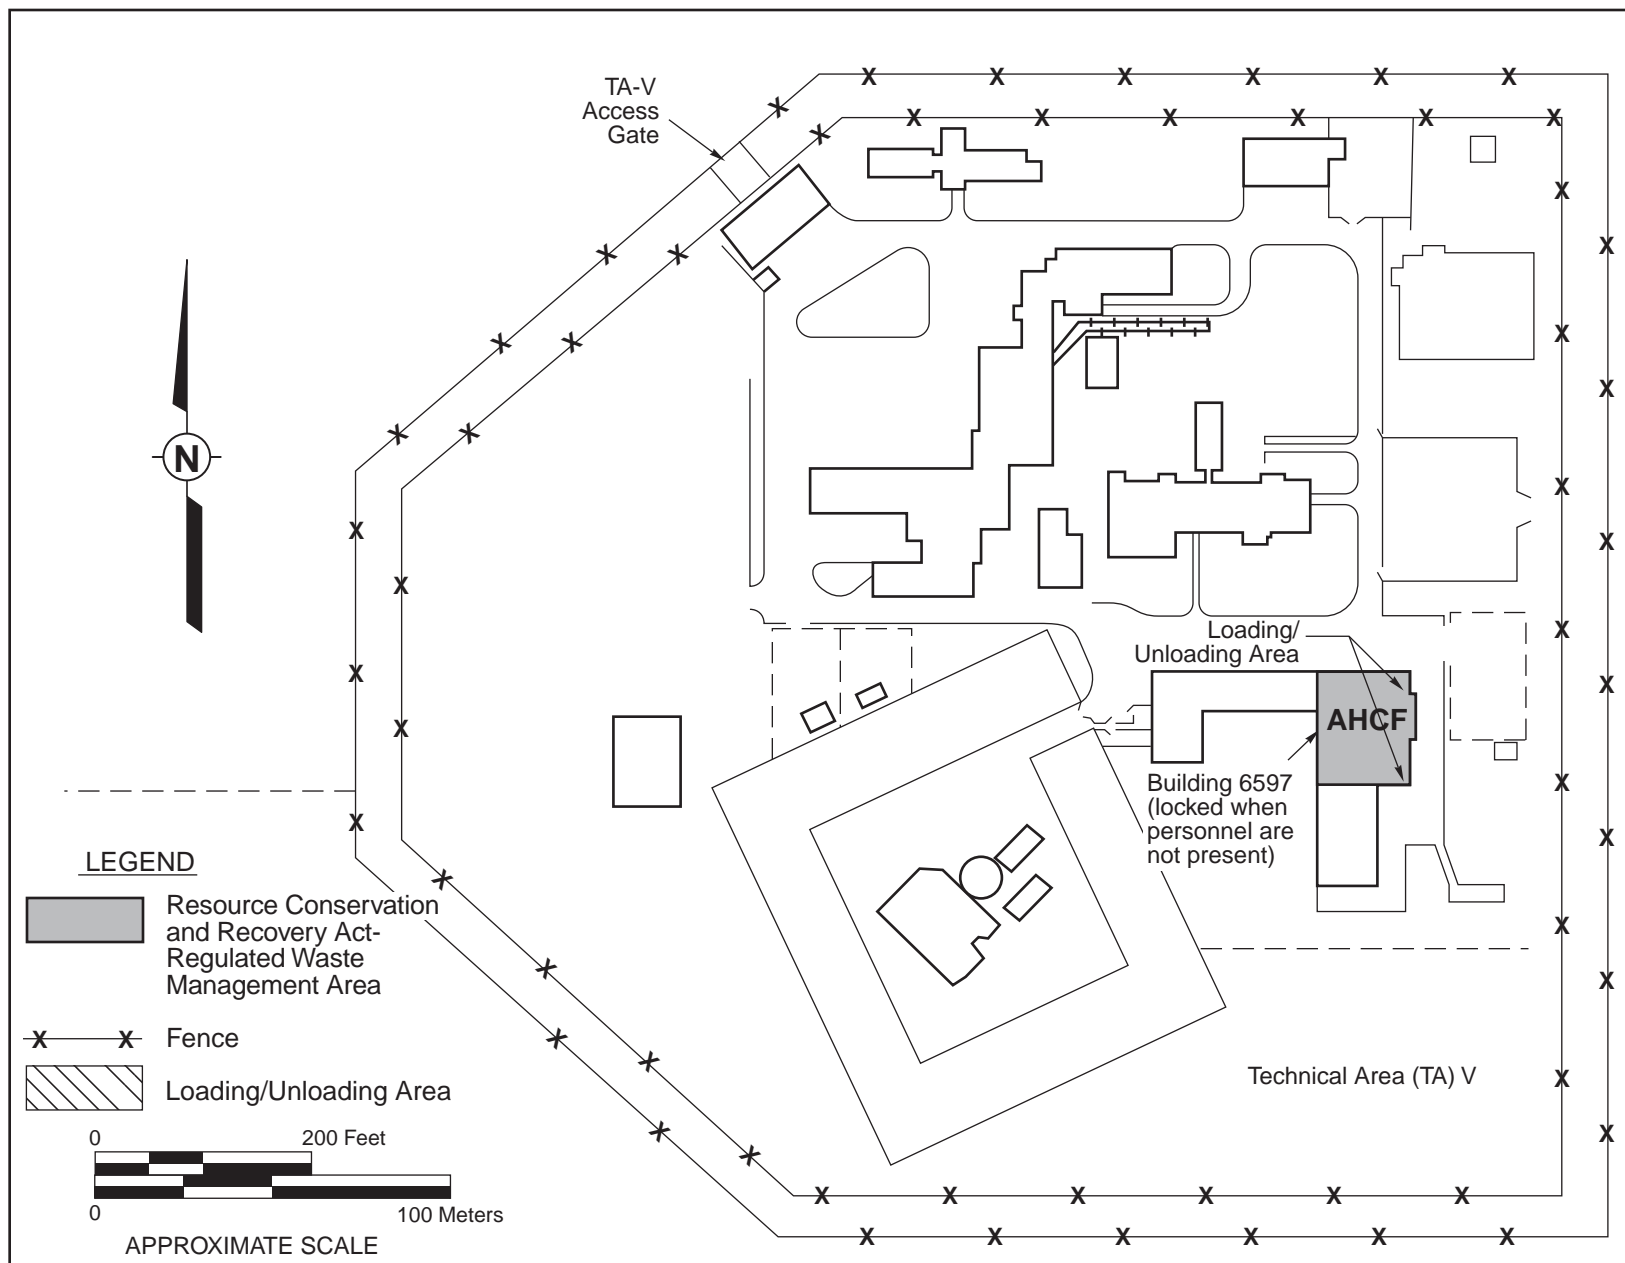 TA-V
Access
Gate
N
Loading/
Unloading Area
AHCF
Building 6597
(locked when
personnel are
not present)
Technical Area (TA) V
LEGEND
Resource Conservation
and Recovery Act-
Regulated Waste
Management Area
X X Fence
Loading/Unloading Area
0 200 Feet
0 100 Meters
APPROXIMATE SCALE